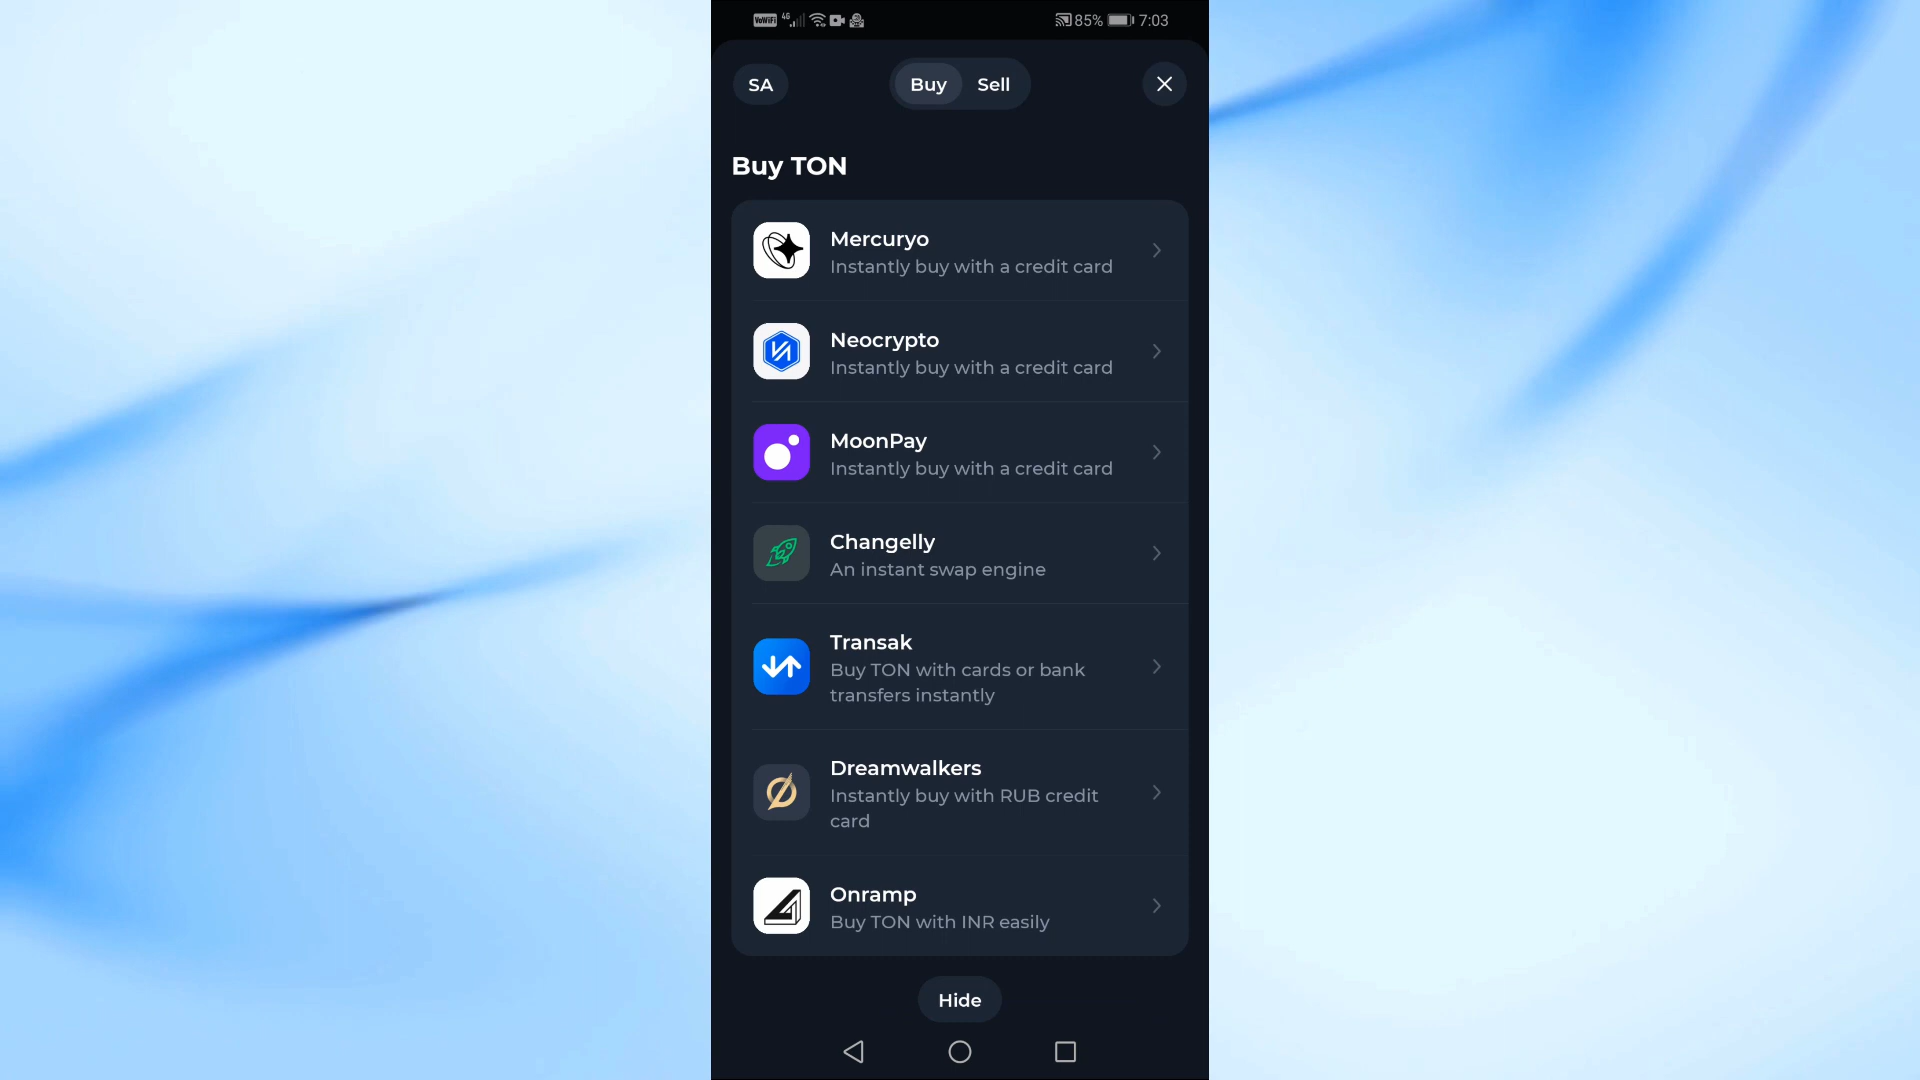 VoWiFi 4G 85% 7:03
SA Buy Sell
Buy TON
Mercuryo
Instantly buy with a credit card
Neocrypto
Instantly buy with a credit card
MoonPay
Instantly buy with a credit card
Changelly
An instant swap engine
Transak
Buy TON with cards or bank
transfers instantly
Dreamwalkers
Instantly buy with RUB credit
card
Onramp
Buy TON with INR easily
Hide